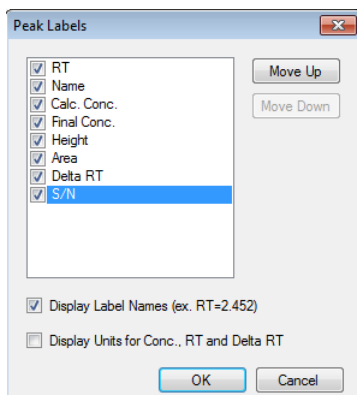 Peak Labels
RT
Name
Calc. Conc.
Final Conc.
Height
Area
Delta RT
S/N
Move Up
Move Down
Display Label Names (ex. RT=2.452)
Display Units for Conc., RT and Delta RT
OK
Cancel